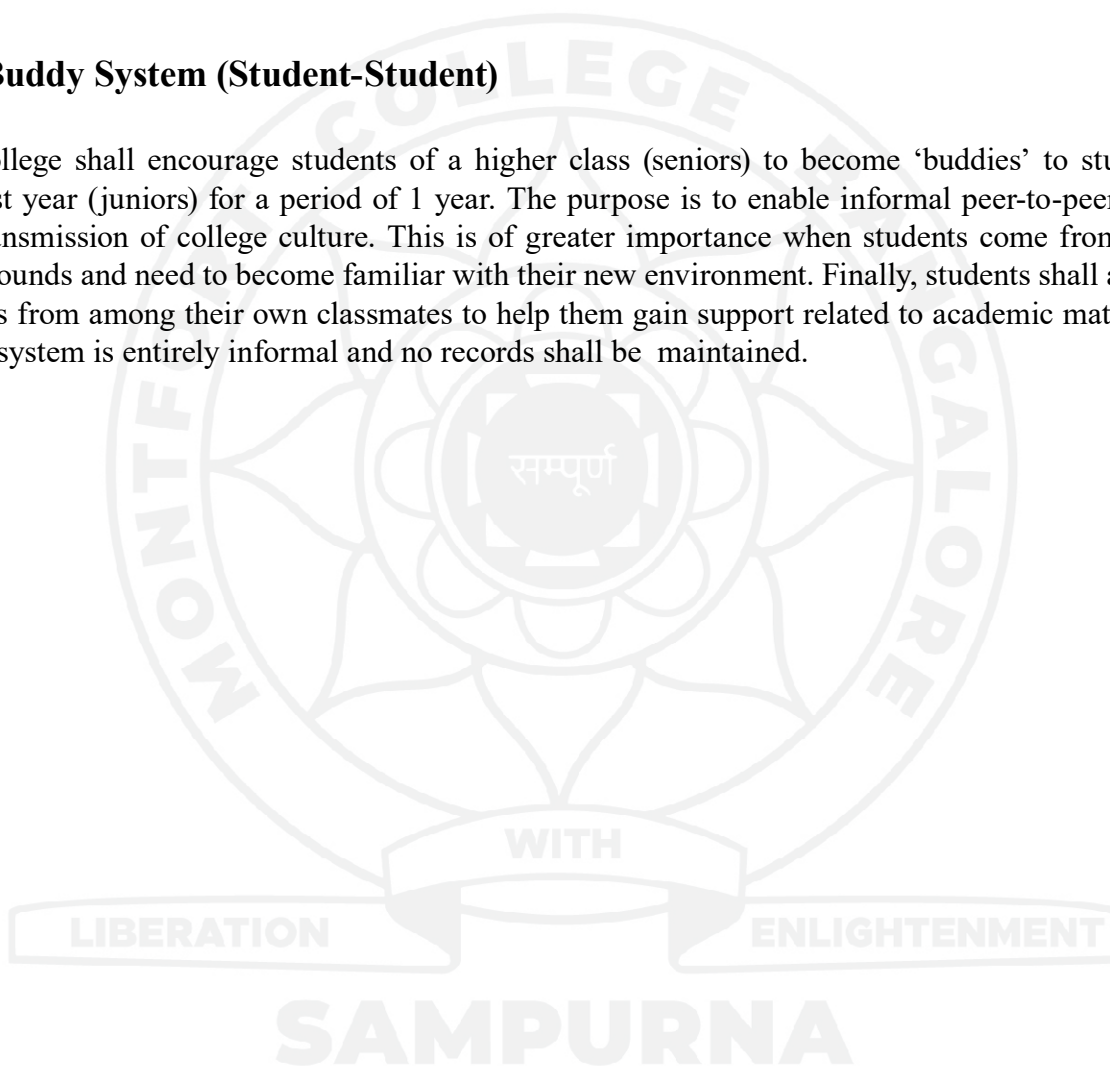 uddy System (Student-Student)
llege shall encourage students of a higher class (seniors) to become ‘buddies’ to stu
st year (juniors) for a period of 1 year. The purpose is to enable informal peer-to-peer
ansmission of college culture. This is of greater importance when students come from
ounds and need to become familiar with their new environment. Finally, students shall a
s from among their own classmates to help them gain support related to academic mat
system is entirely informal and no records shall be maintained.
MONTFORT COLLEGE BANGALORE
सम्पूर्ण
WITH
LIBERATION ENLIGHTENMENT
SAMPURNA